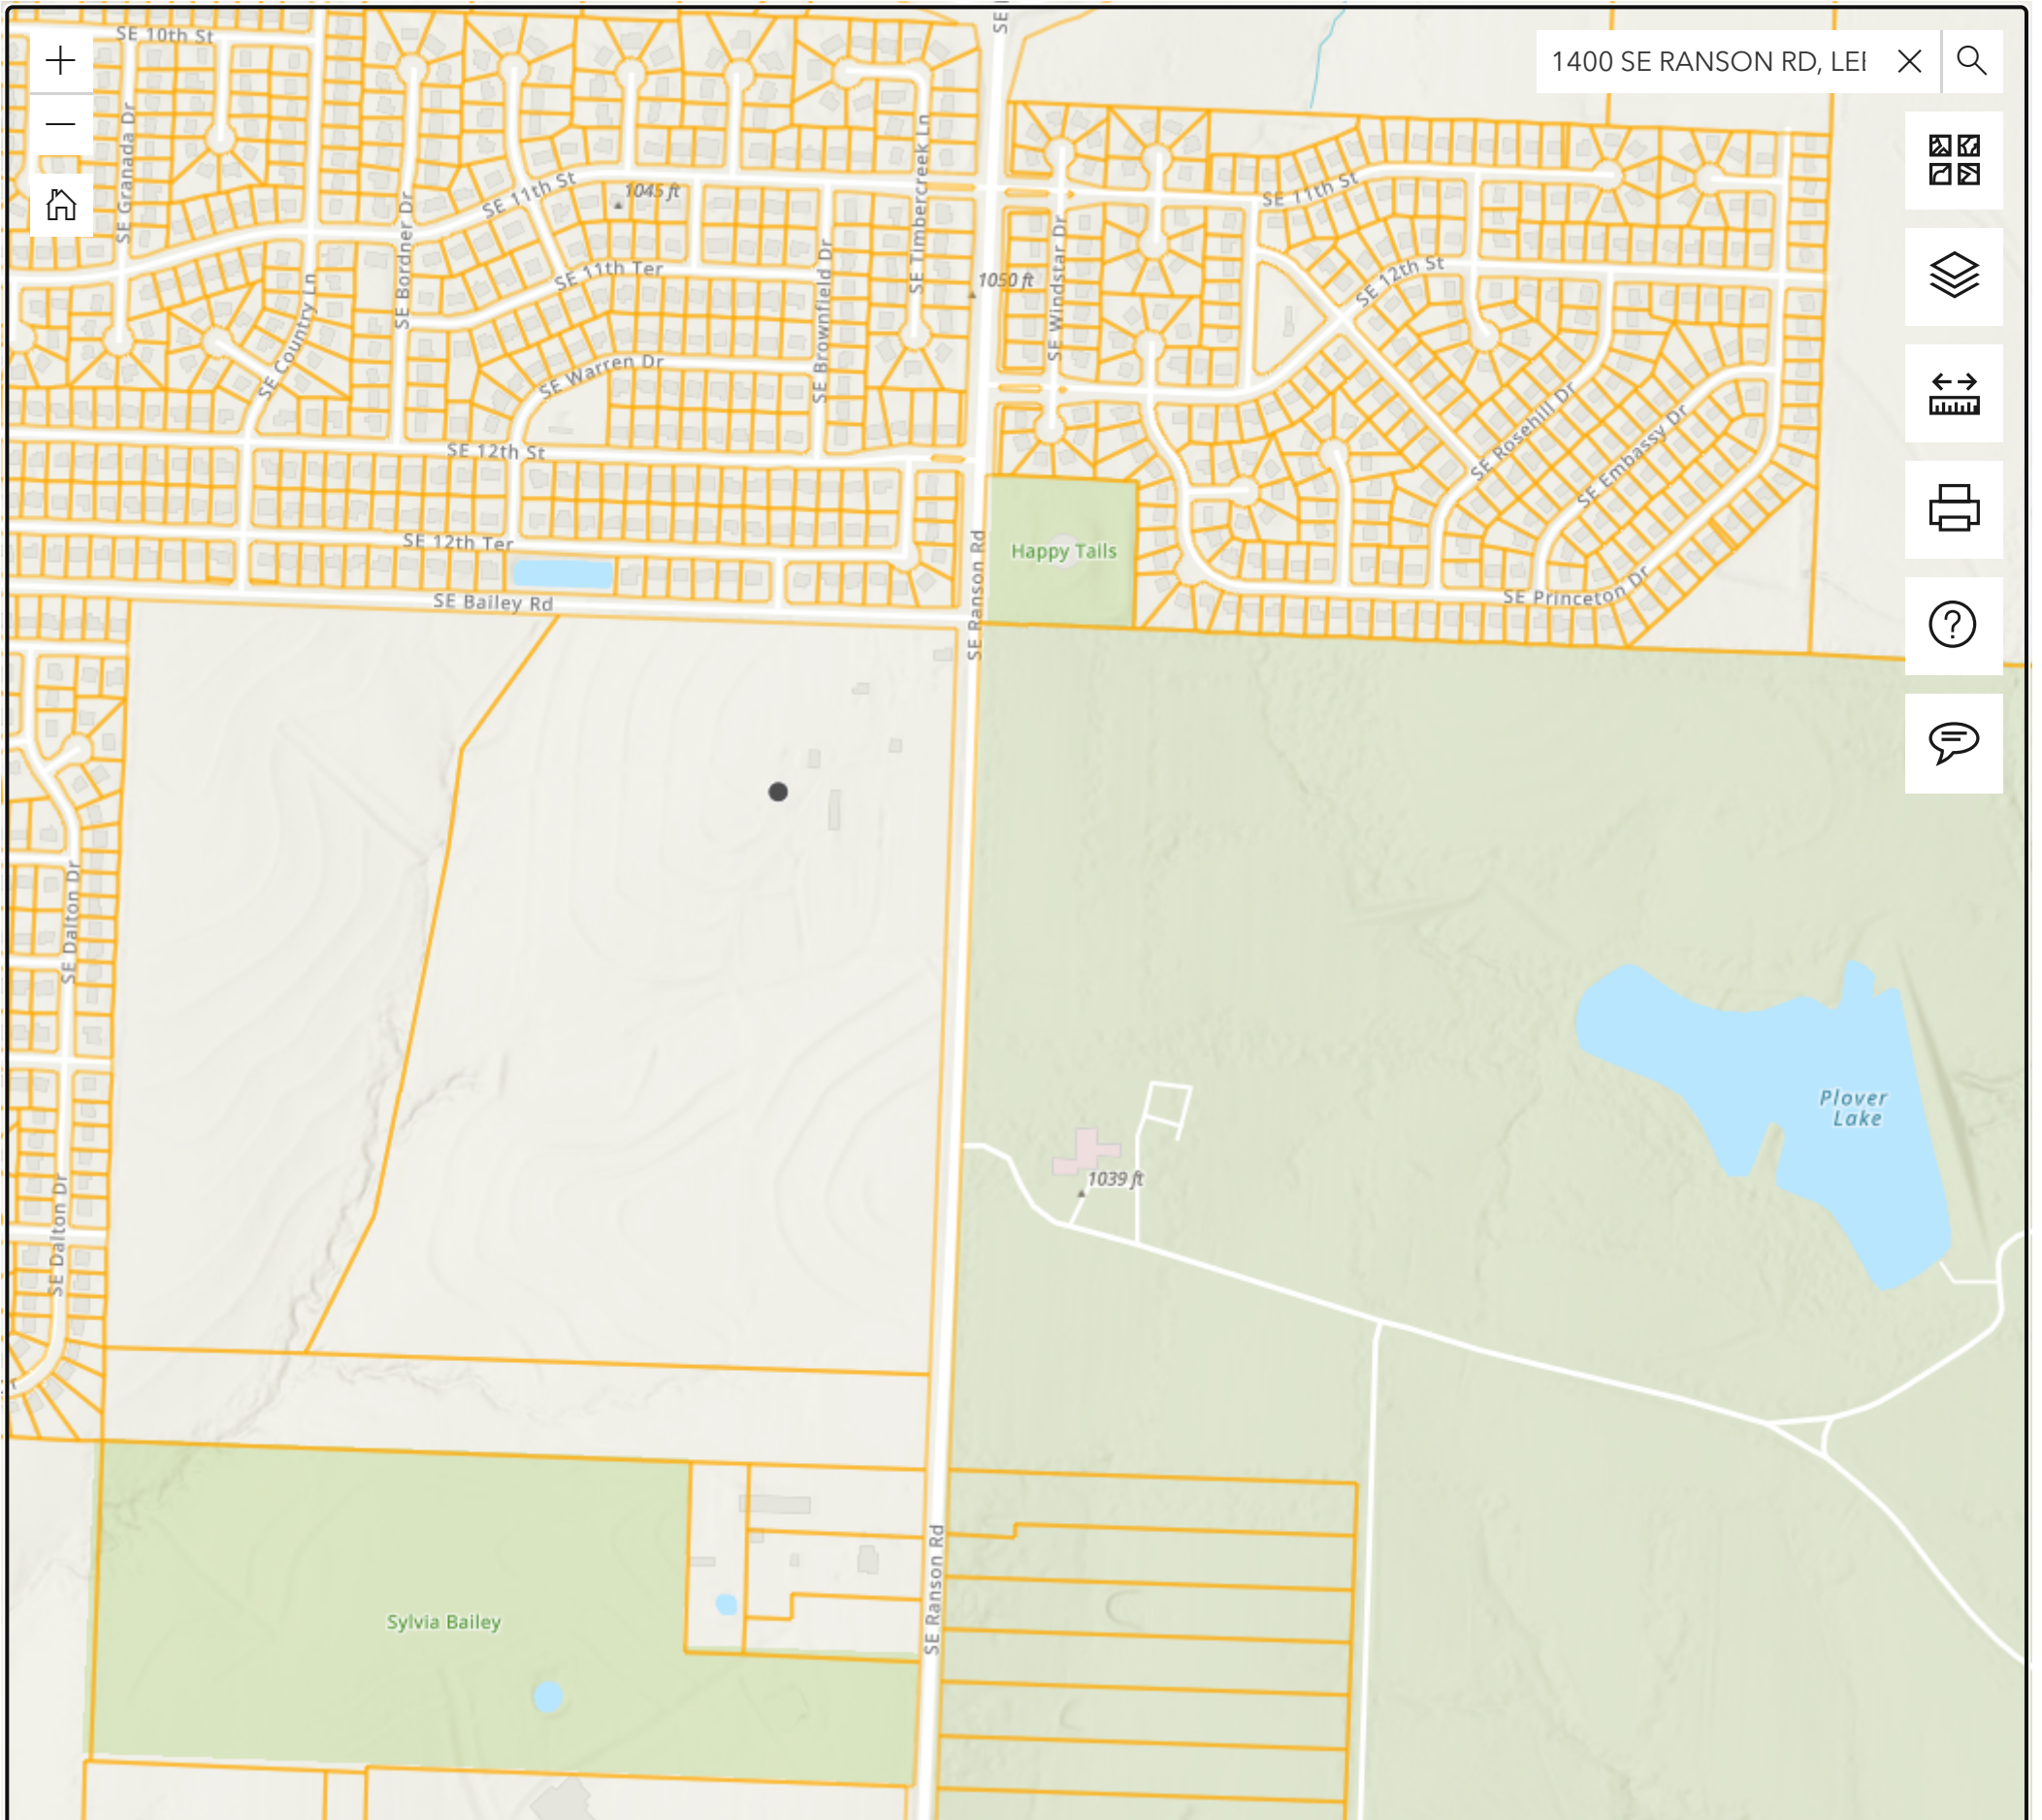 SE 10th St
SE
1400 SE RANSON RD, LEE
SE Granada Dr
SE Bordner Dr
SE 11th St
1045 ft
SE Timbercreek Ln
SE 11th St
SE Country Ln
SE 11th Ter
SE Brownfield Dr
1050 ft
SE Windstar Dr
SE 12th St
SE Warren Dr
SE 12th St
SE Rosehill Dr
SE Embassy Dr
SE 12th Ter
SE Ranson Rd
Happy Tails
SE Bailey Rd
SE Princeton Dr
SE Dalton Dr
Plover
Lake
1039 ft
SE Dalton Dr
SE Ranson Rd
Sylvia Bailey